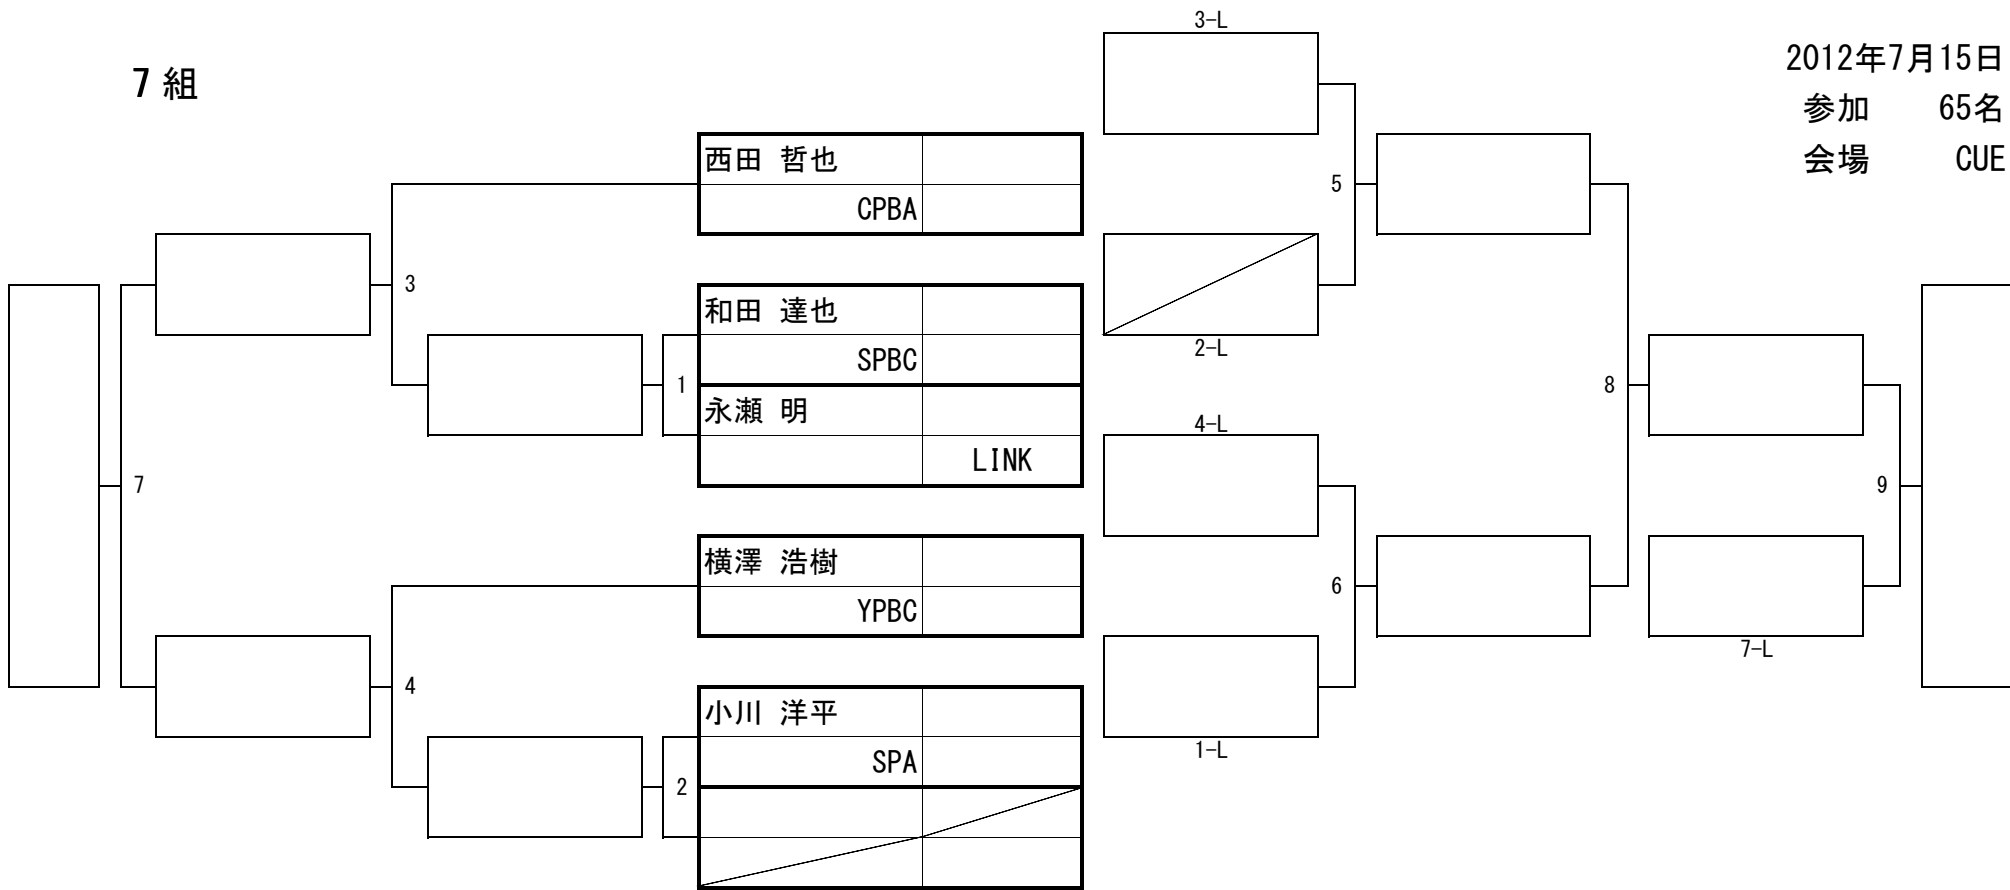 7 組
2012年7月15日
参加 65名
会場 CUE
3-L
西田 哲也
CPBA
5
3
和田 達也
SPBC
2-L
1
永瀬 明
8
4-L
LINK
7
9
横澤 浩樹
YPBC
6
7-L
4
小川 洋平
SPA
1-L
2